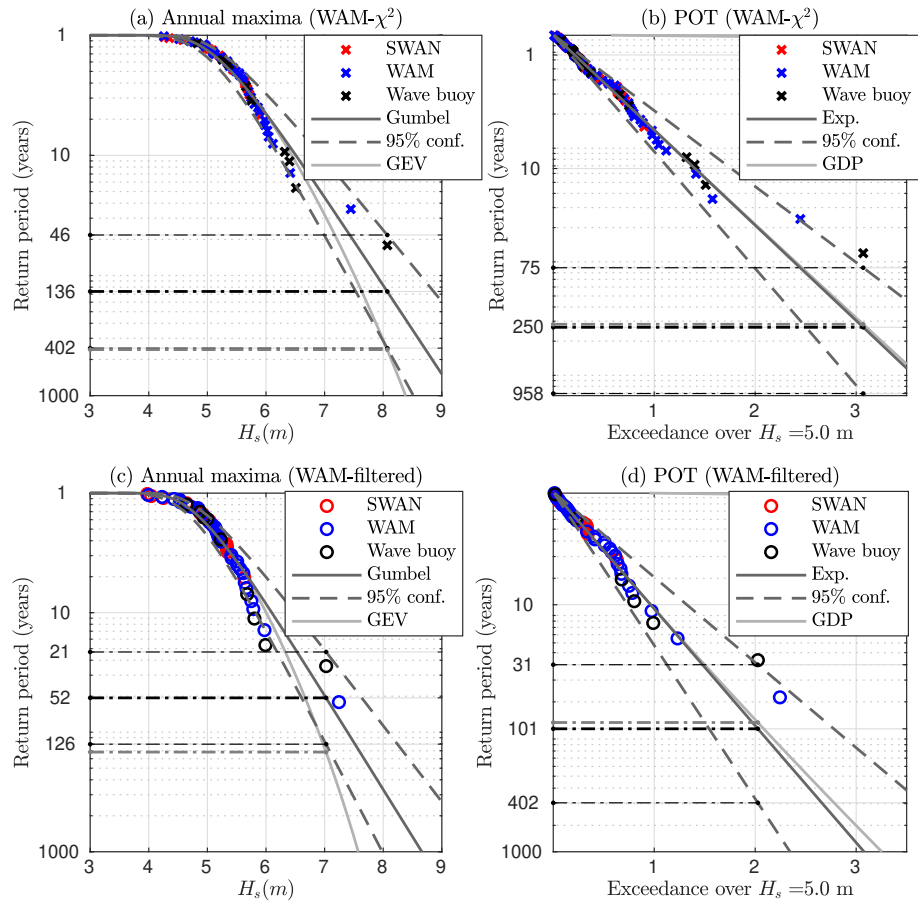 (a) Annual maxima (WAM-χ²)
SWAN
WAM
Wave buoy
Gumbel
95% conf.
GEV
Return period (years)
1
10
46
136
402
1000
3 4 5 6 7 8 9
H_s(m)
(b) POT (WAM-χ²)
SWAN
WAM
Wave buoy
Exp.
95% conf.
GDP
Return period (years)
1
10
75
250
958
1 2 3
Exceedance over H_s =5.0 m
(c) Annual maxima (WAM-filtered)
SWAN
WAM
Wave buoy
Gumbel
95% conf.
GEV
Return period (years)
1
10
21
52
126
1000
3 4 5 6 7 8 9
H_s(m)
(d) POT (WAM-filtered)
SWAN
WAM
Wave buoy
Exp.
95% conf.
GDP
Return period (years)
10
31
101
402
1000
1 2 3
Exceedance over H_s =5.0 m